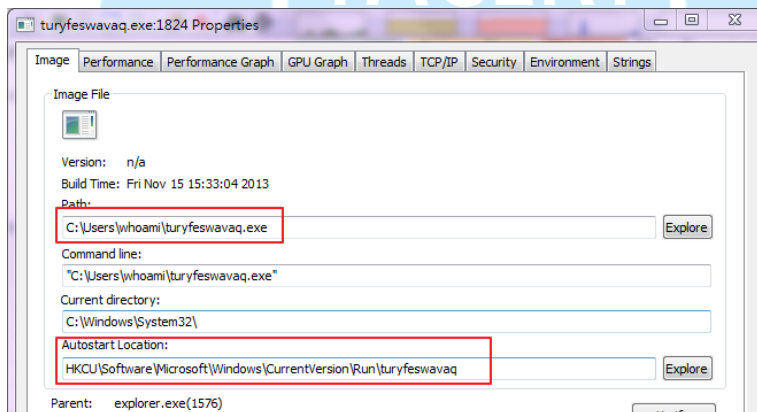 turyfeswavaq.exe:1824 Properties
Image Performance Performance Graph GPU Graph Threads TCP/IP Security Environment Strings
Image File
Version: n/a
Build Time: Fri Nov 15 15:33:04 2013
Path:
C:\Users\whoami\turyfeswavaq.exe Explore
Command line:
"C:\Users\whoami\turyfeswavaq.exe"
Current directory:
C:\Windows\System32\
Autostart Location:
HKCU\Software\Microsoft\Windows\CurrentVersion\Run\turyfeswavaq Explore
Parent: explorer.exe(1576)